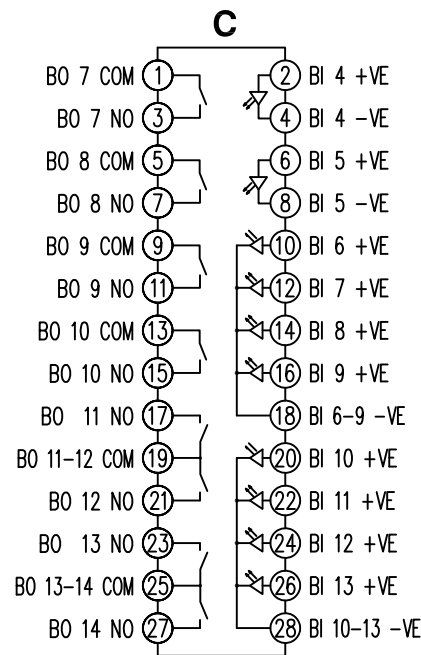 C
BO 7 COM 1 2 BI 4 +VE
BO 7 NO 3 4 BI 4 -VE
BO 8 COM 5 6 BI 5 +VE
BO 8 NO 7 8 BI 5 -VE
BO 9 COM 9 10 BI 6 +VE
BO 9 NO 11 12 BI 7 +VE
BO 10 COM 13 14 BI 8 +VE
BO 10 NO 15 16 BI 9 +VE
BO 11 NO 17 18 BI 6-9 -VE
BO 11-12 COM 19 20 BI 10 +VE
BO 12 NO 21 22 BI 11 +VE
BO 13 NO 23 24 BI 12 +VE
BO 13-14 COM 25 26 BI 13 +VE
BO 14 NO 27 28 BI 10-13 -VE